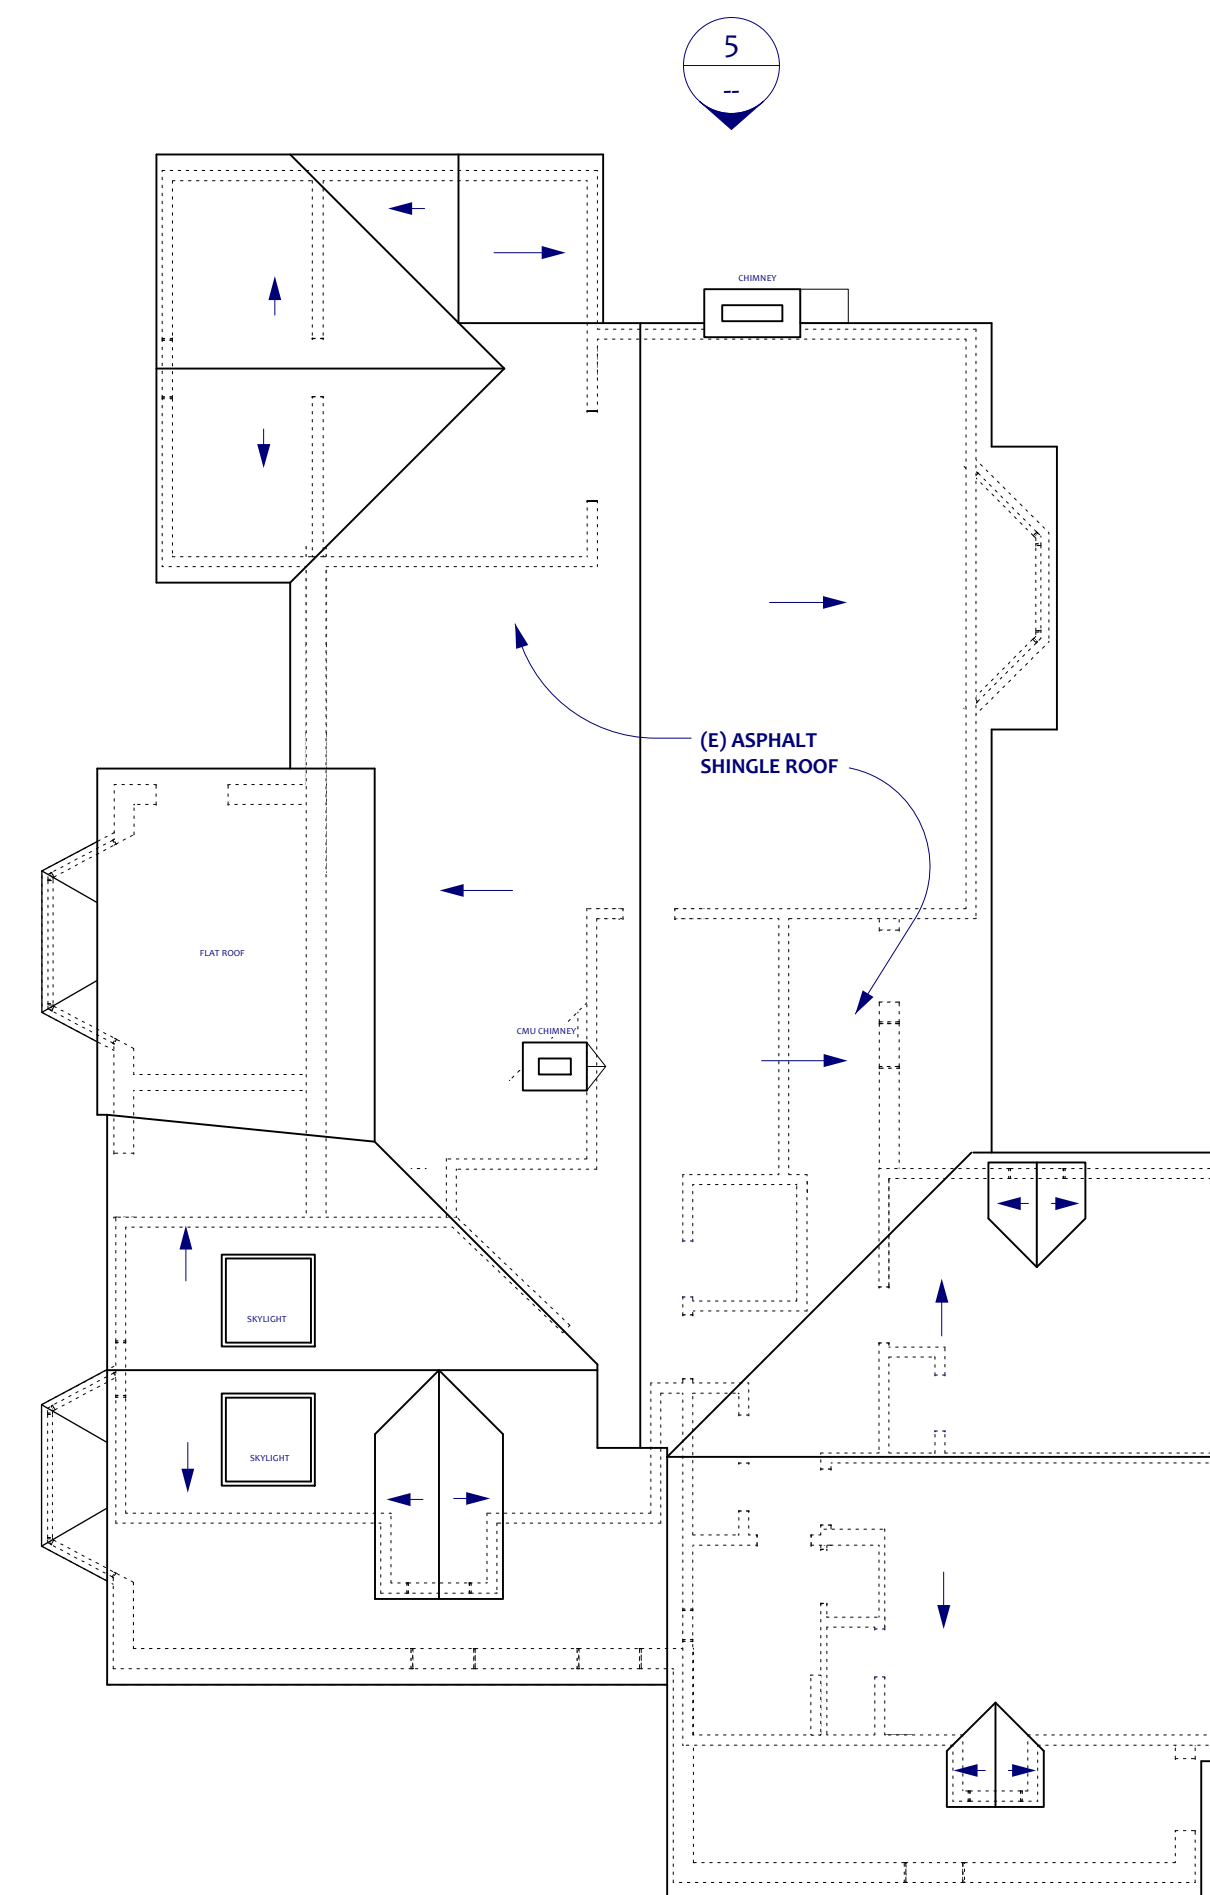 5
--
CHIMNEY
(E) ASPHALT
SHINGLE ROOF
FLAT ROOF
CMU CHIMNEY
SKYLIGHT
SKYLIGHT